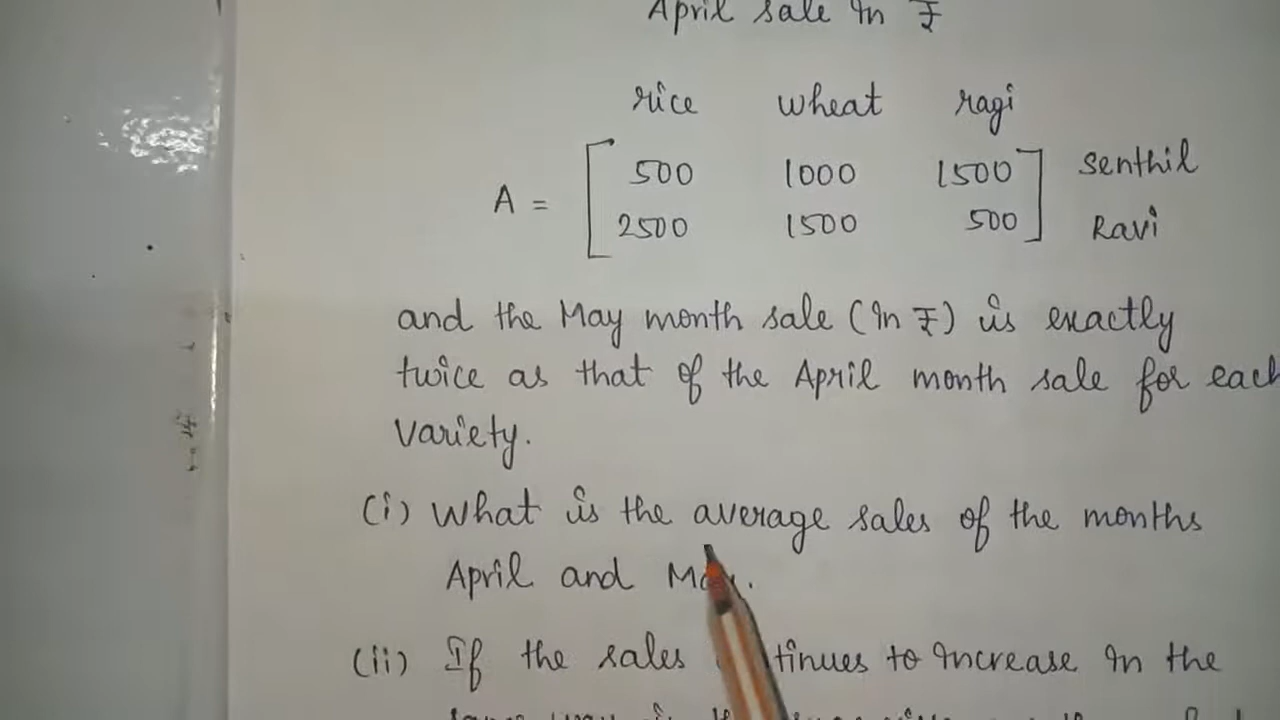 April sale in ₹
rice wheat ragi
A = [ 500 1000 1500 ] Senthil
2500 1500 500 Ravi
and the May month sale (in ₹) is exactly
twice as that of the April month sale for each
variety.
(i) What is the average sales of the months
April and
(ii) If the sales to increase in the